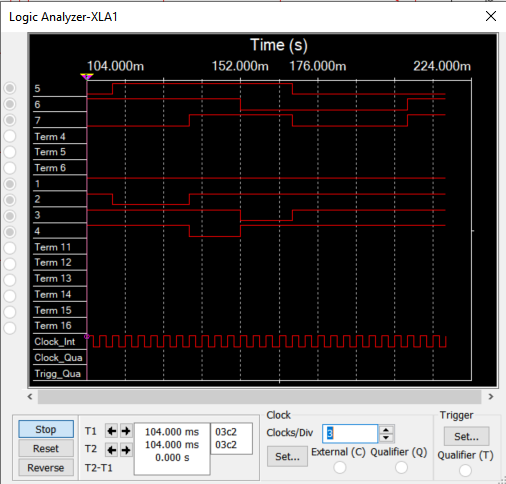 Logic Analyzer-XLA1
Time (s)
104.000m 152.000m 176.000m 224.000m
5
6
7
Term 4
Term 5
Term 6
1
2
3
4
Term 11
Term 12
Term 13
Term 14
Term 15
Term 16
Clock_Int
Clock_Qua
Trigg_Qua
Stop
Reset
Reverse
T1 104.000 ms 03c2
T2 104.000 ms 03c2
T2-T1 0.000 s
Clock
Clocks/Div 3
Set...
External (C) Qualifier (Q)
Trigger
Set...
Qualifier (T)